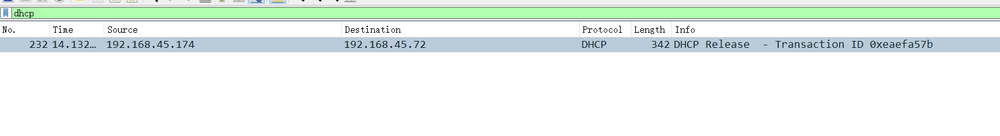 dhcp
No. Time Source Destination Protocol Length Info
232 14.132… 192.168.45.174 192.168.45.72 DHCP 342 DHCP Release - Transaction ID 0xeaefa57b